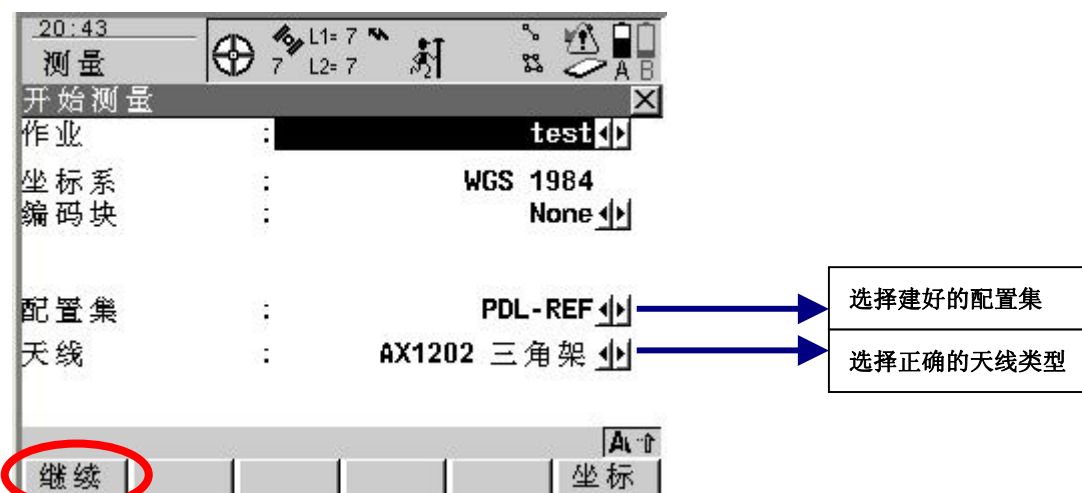 20:43
测量
7 L1= 7
L2= 7
A B
开始测量
作业 : test
坐标系 : WGS 1984
编码块 : None
配置集 : PDL-REF
选择建好的配置集
天线 : AX1202 三角架
选择正确的天线类型
继续 坐标